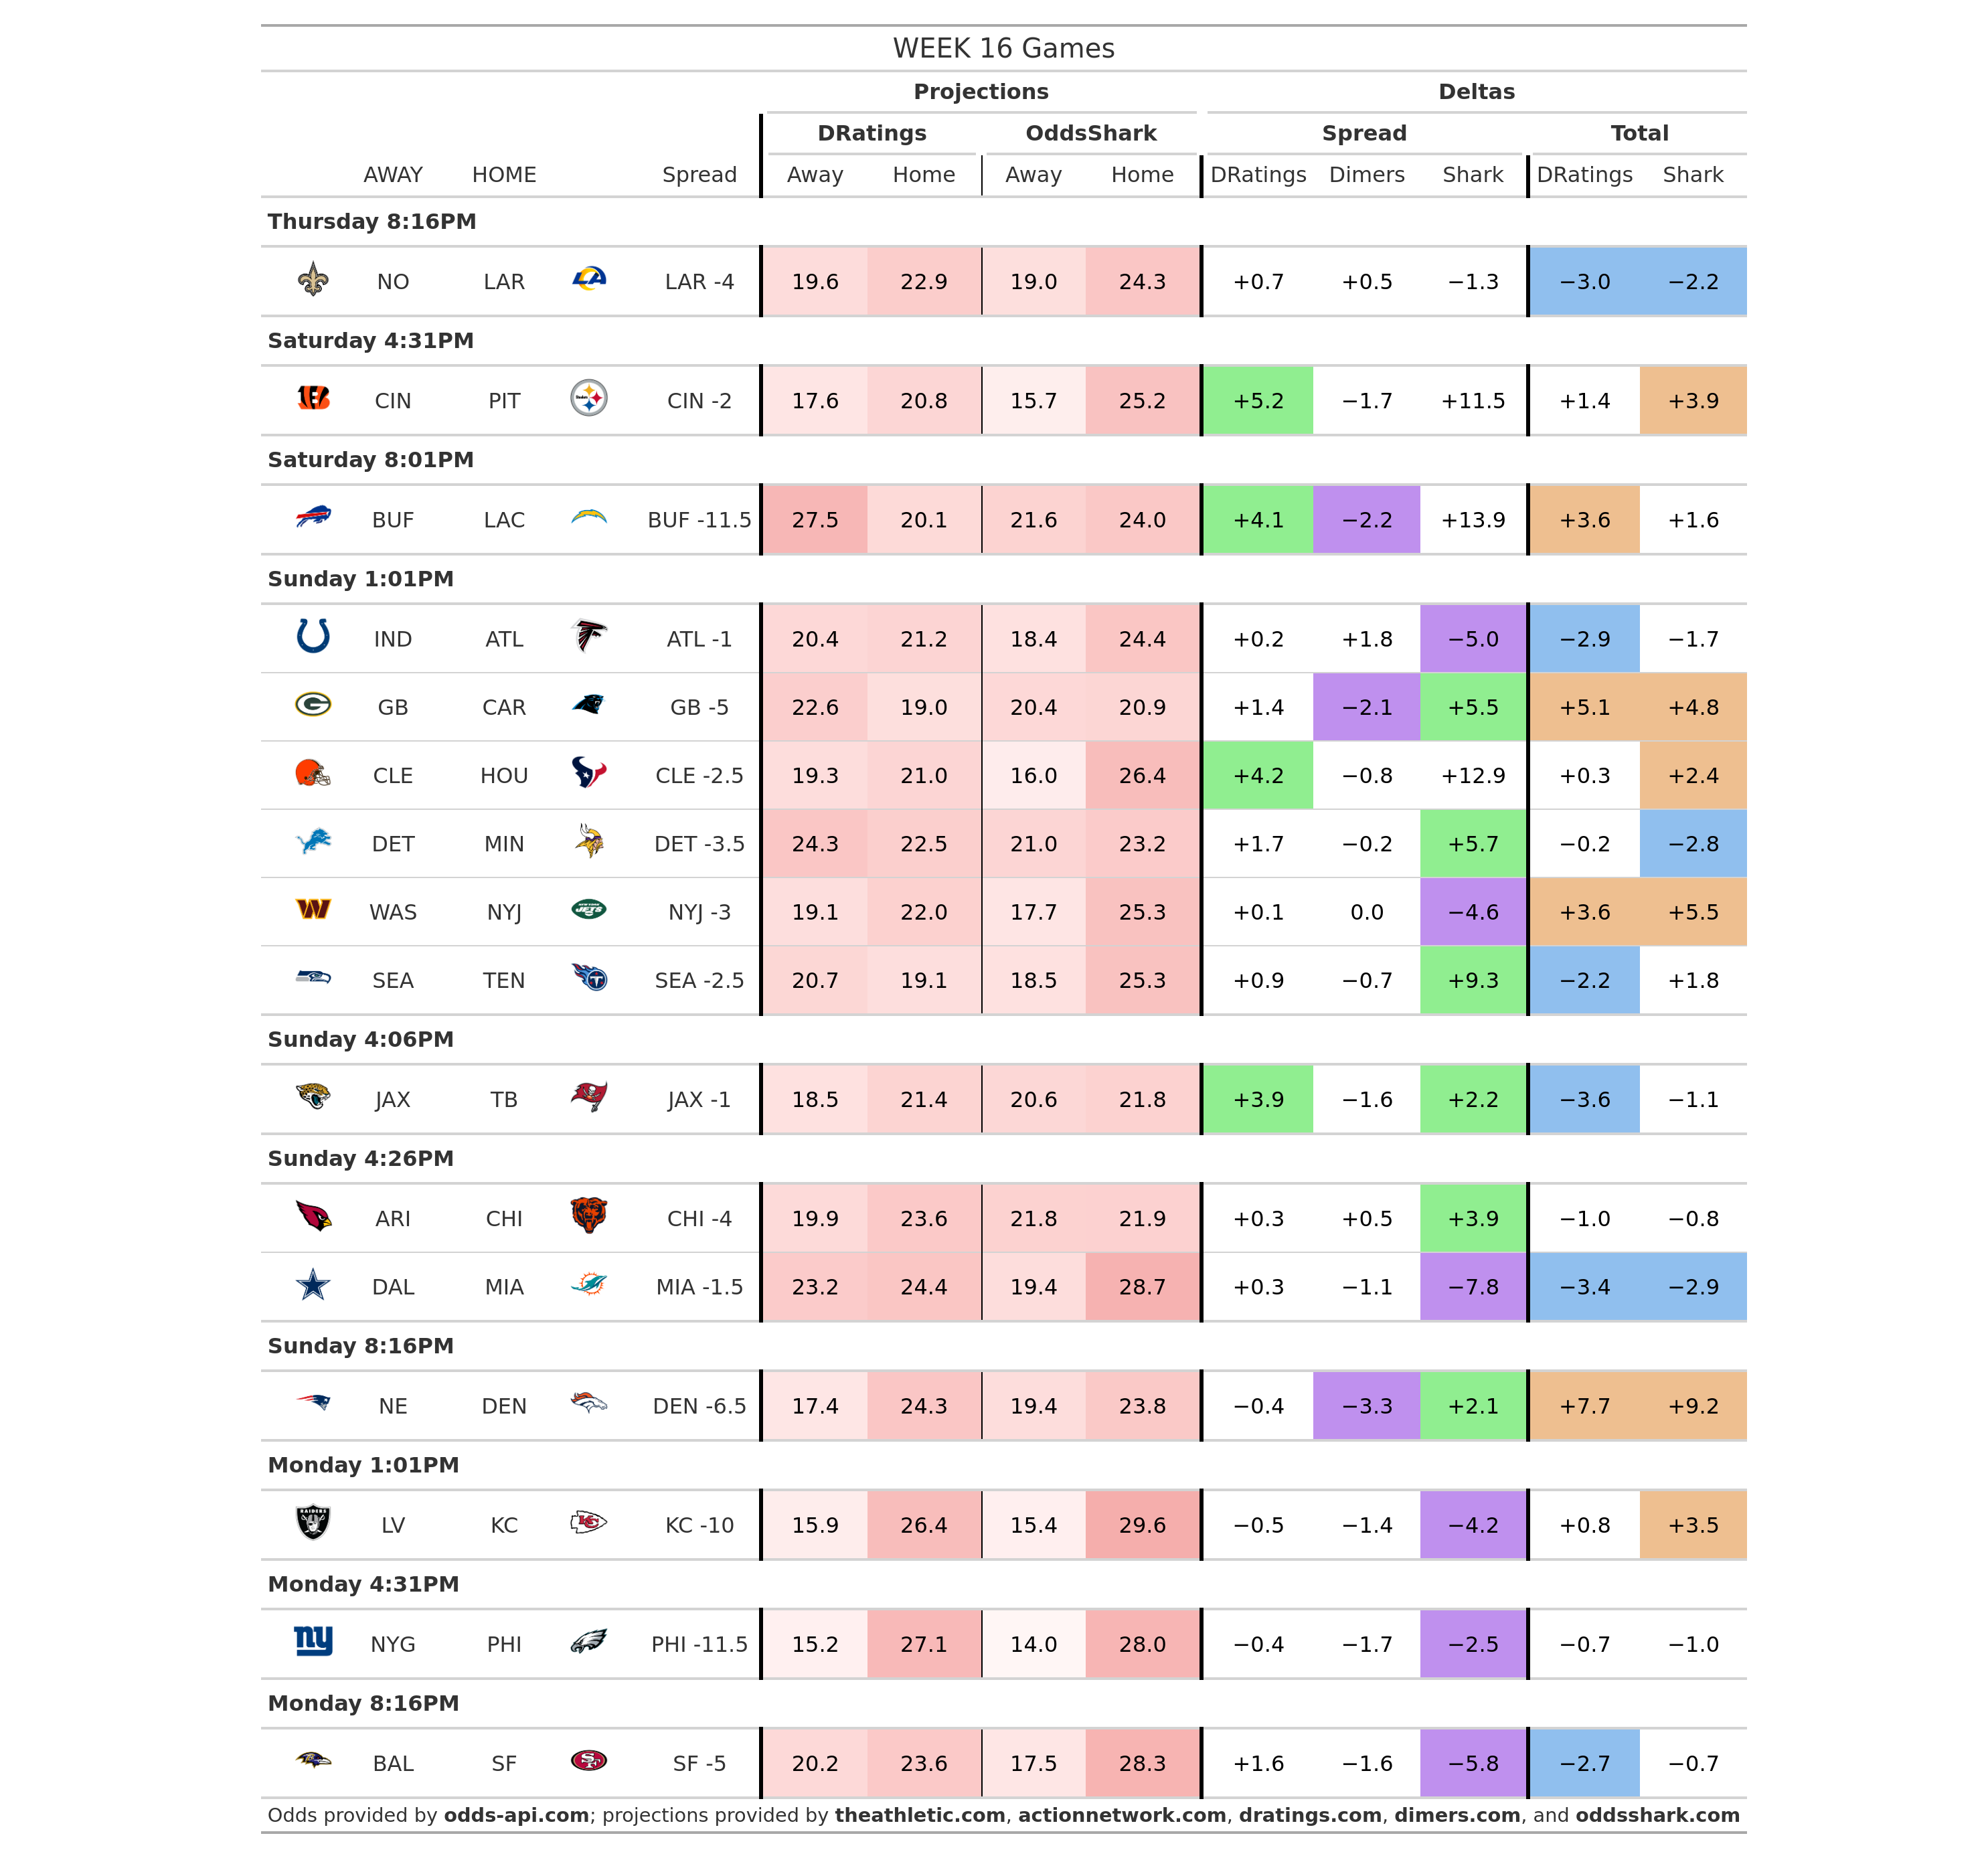 WEEK 16 Games
Projections Deltas
DRatings OddsShark Spread Total
AWAY HOME Spread Away Home Away Home DRatings Dimers Shark DRatings Shark
Thursday 8:16PM
NO LAR LAR -4 19.6 22.9 19.0 24.3 +0.7 +0.5 −1.3 −3.0 −2.2
Saturday 4:31PM
CIN PIT CIN -2 17.6 20.8 15.7 25.2 +5.2 −1.7 +11.5 +1.4 +3.9
Saturday 8:01PM
BUF LAC BUF -11.5 27.5 20.1 21.6 24.0 +4.1 −2.2 +13.9 +3.6 +1.6
Sunday 1:01PM
IND ATL ATL -1 20.4 21.2 18.4 24.4 +0.2 +1.8 −5.0 −2.9 −1.7
GB CAR GB -5 22.6 19.0 20.4 20.9 +1.4 −2.1 +5.5 +5.1 +4.8
CLE HOU CLE -2.5 19.3 21.0 16.0 26.4 +4.2 −0.8 +12.9 +0.3 +2.4
DET MIN DET -3.5 24.3 22.5 21.0 23.2 +1.7 −0.2 +5.7 −0.2 −2.8
WAS NYJ NYJ -3 19.1 22.0 17.7 25.3 +0.1 0.0 −4.6 +3.6 +5.5
SEA TEN SEA -2.5 20.7 19.1 18.5 25.3 +0.9 −0.7 +9.3 −2.2 +1.8
Sunday 4:06PM
JAX TB JAX -1 18.5 21.4 20.6 21.8 +3.9 −1.6 +2.2 −3.6 −1.1
Sunday 4:26PM
ARI CHI CHI -4 19.9 23.6 21.8 21.9 +0.3 +0.5 +3.9 −1.0 −0.8
DAL MIA MIA -1.5 23.2 24.4 19.4 28.7 +0.3 −1.1 −7.8 −3.4 −2.9
Sunday 8:16PM
NE DEN DEN -6.5 17.4 24.3 19.4 23.8 −0.4 −3.3 +2.1 +7.7 +9.2
Monday 1:01PM
LV KC KC -10 15.9 26.4 15.4 29.6 −0.5 −1.4 −4.2 +0.8 +3.5
Monday 4:31PM
NYG PHI PHI -11.5 15.2 27.1 14.0 28.0 −0.4 −1.7 −2.5 −0.7 −1.0
Monday 8:16PM
BAL SF SF -5 20.2 23.6 17.5 28.3 +1.6 −1.6 −5.8 −2.7 −0.7
Odds provided by odds-api.com; projections provided by theathletic.com, actionnetwork.com, dratings.com, dimers.com, and oddsshark.com